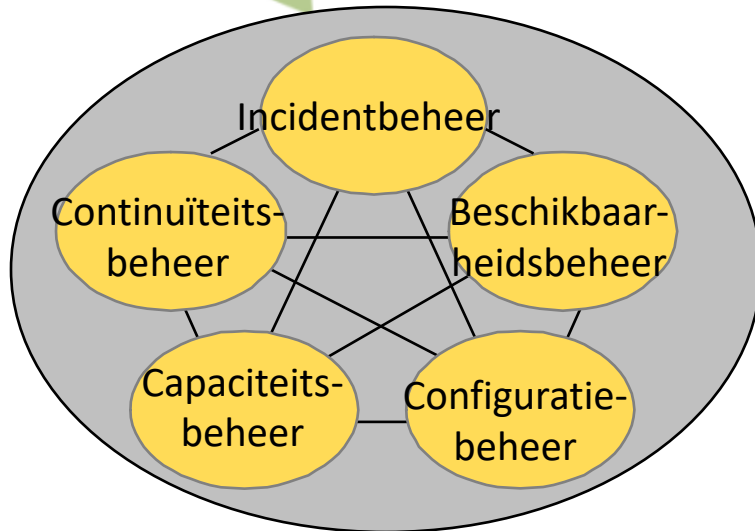 Incidentbeheer
Continuïteits-
beheer
Beschikbaar-
heidsbeheer
Capaciteits-
beheer
Configuratie-
beheer